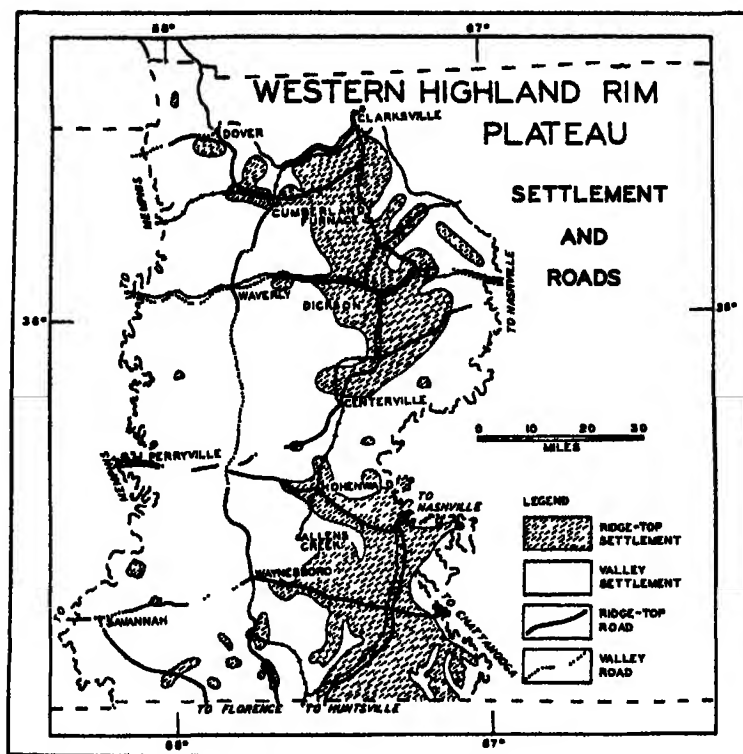 88° 87°
WESTERN HIGHLAND RIM
PLATEAU
SETTLEMENT
AND
ROADS
CLARKSVILLE
DOVER
MEMPHIS
CUMBERLAND
FURNACE
TO
WAVERLY
DICKSON
TO NASHVILLE
36° 36°
CENTERVILLE
0 10 20 30
MILES
PERRYVILLE
MEMPHIS
HOHENWALD
TO
NASHVILLE
ALLENS
CREEK
WAYNESBORO
TO
SAVANNAH
TO CHATTANOOGA
LEGEND
RIDGE-TOP
SETTLEMENT
VALLEY
SETTLEMENT
RIDGE-TOP
ROAD
VALLEY
ROAD
TO FLORENCE TO HUNTSVILLE
88° 87°